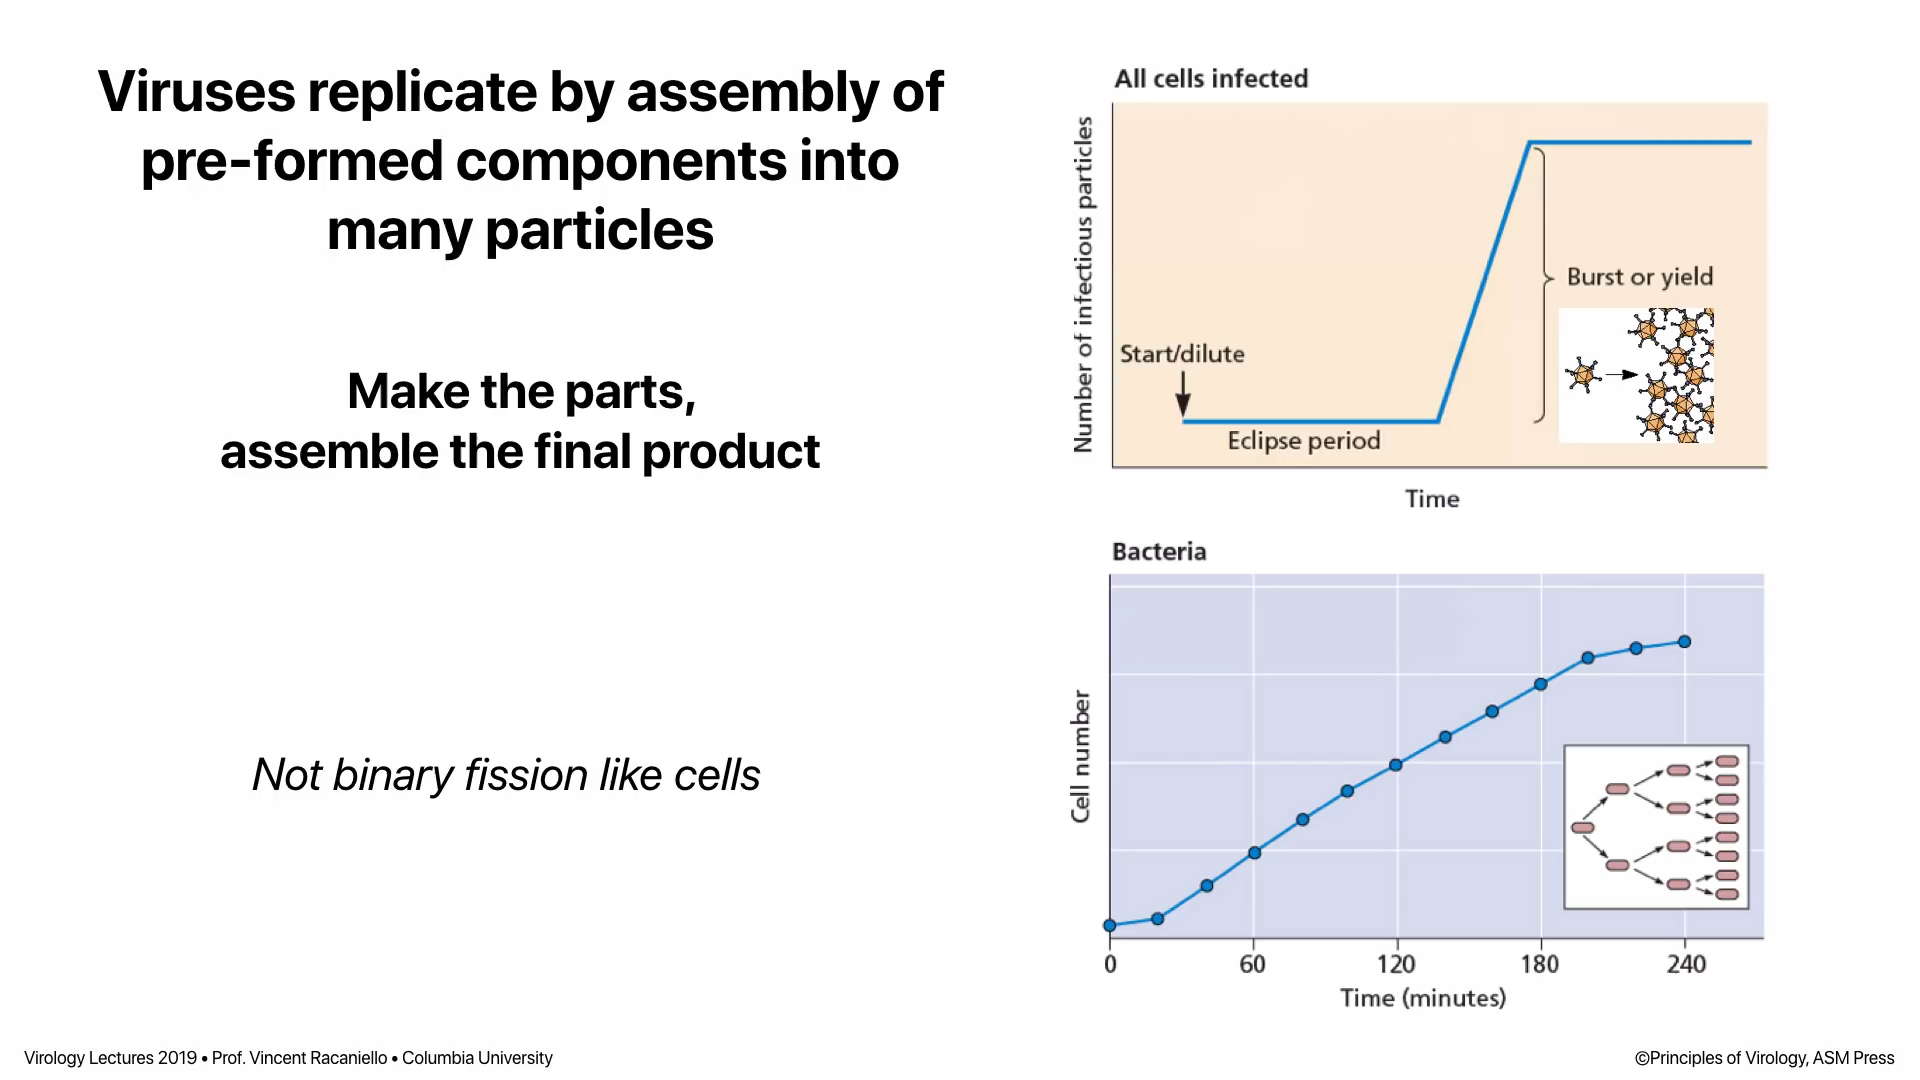 Viruses replicate by assembly of
pre-formed components into
many particles
Make the parts,
assemble the final product
Not binary fission like cells
All cells infected
Number of infectious particles
Start/dilute
Eclipse period
Burst or yield
Time
Bacteria
Cell number
0 60 120 180 240
Time (minutes)
Virology Lectures 2019 • Prof. Vincent Racaniello • Columbia University
©Principles of Virology, ASM Press